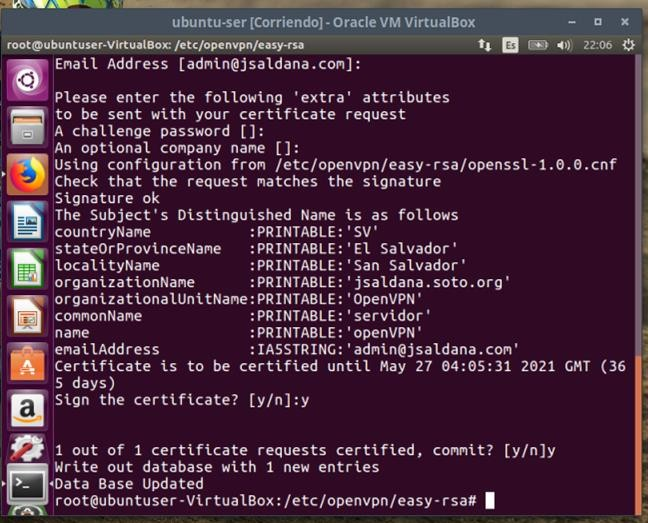 ubuntu-ser [Corriendo] - Oracle VM VirtualBox
root@ubuntuser-VirtualBox: /etc/openvpn/easy-rsa
Es
22:06
Email Address [admin@jsaldana.com]:
Please enter the following 'extra' attributes
to be sent with your certificate request
A challenge password []:
An optional company name []:
Using configuration from /etc/openvpn/easy-rsa/openssl-1.0.0.cnf
Check that the request matches the signature
Signature ok
The Subject's Distinguished Name is as follows
countryName :PRINTABLE:'SV'
stateOrProvinceName :PRINTABLE:'El Salvador'
localityName :PRINTABLE:'San Salvador'
organizationName :PRINTABLE:'jsaldana.soto.org'
organizationalUnitName:PRINTABLE:'OpenVPN'
commonName :PRINTABLE:'servidor'
name :PRINTABLE:'openVPN'
emailAddress :IA5STRING:'admin@jsaldana.com'
Certificate is to be certified until May 27 04:05:31 2021 GMT (36
5 days)
Sign the certificate? [y/n]:y
1 out of 1 certificate requests certified, commit? [y/n]y
Write out database with 1 new entries
Data Base Updated
root@ubuntuser-VirtualBox:/etc/openvpn/easy-rsa#